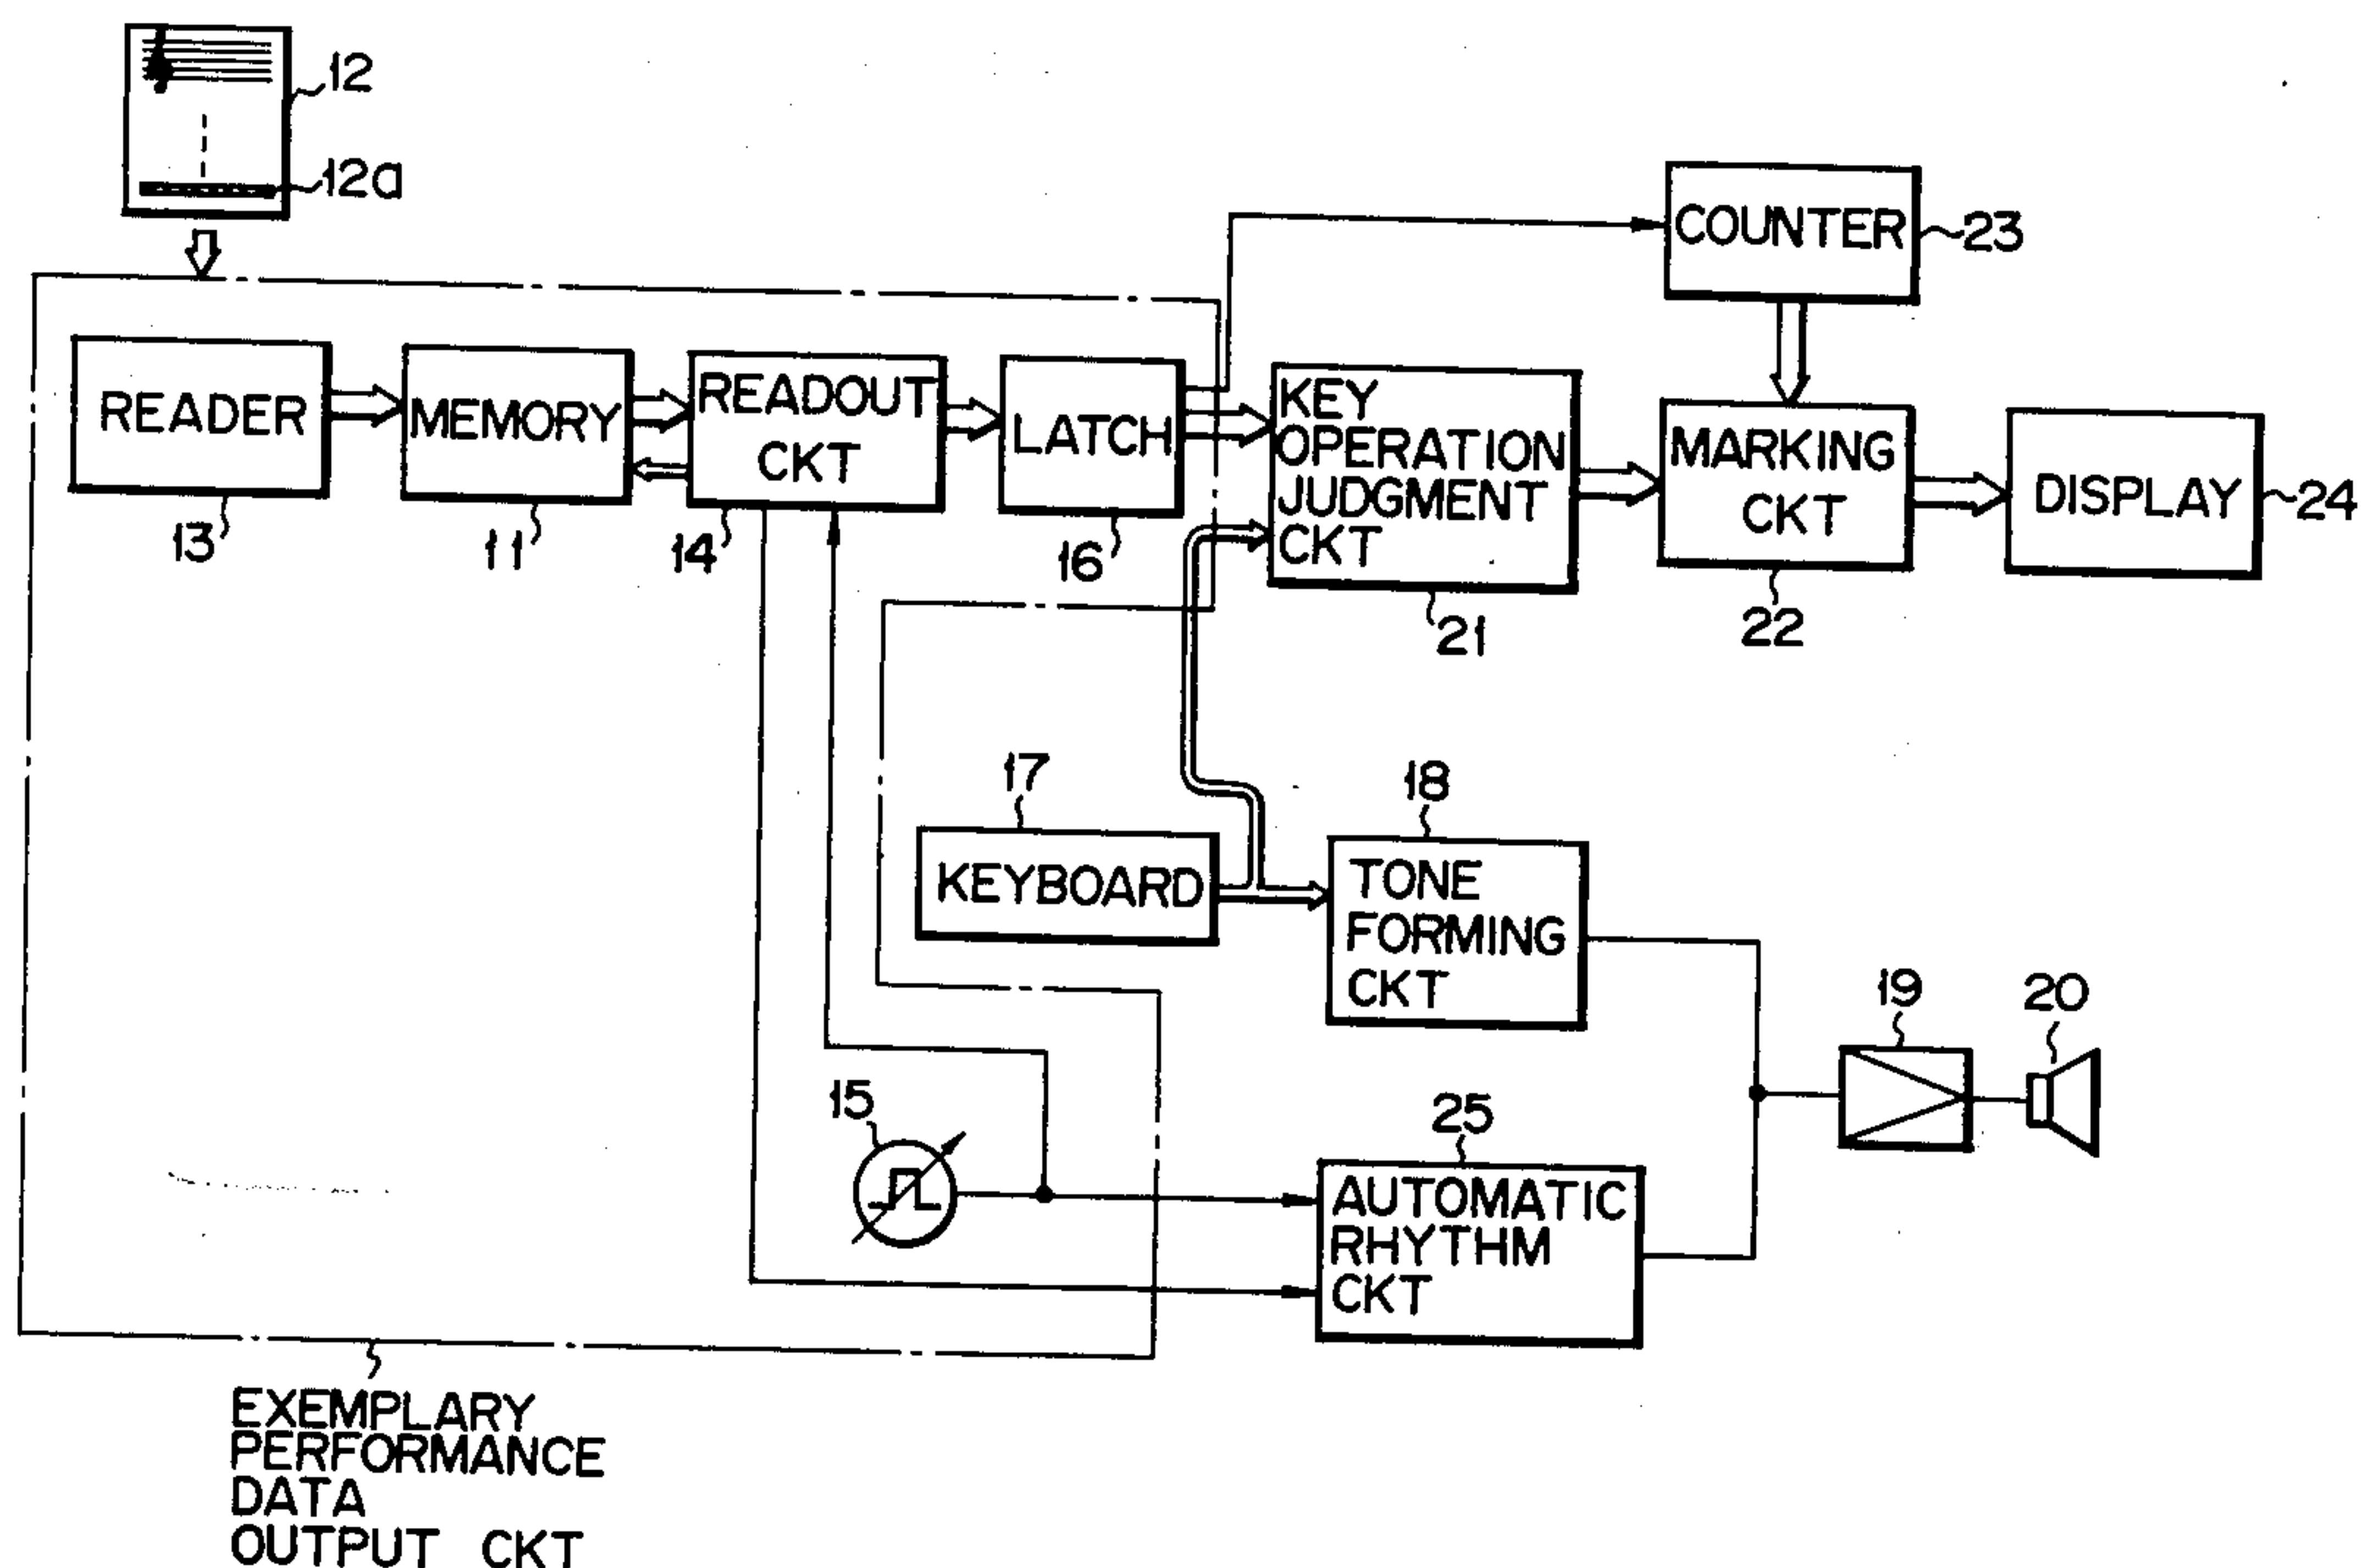 12
12a
COUNTER
23
READER
MEMORY
READOUT
CKT
LATCH
KEY
OPERATION
JUDGMENT
CKT
MARKING
CKT
DISPLAY
24
13
11
14
16
21
22
17
18
KEYBOARD
TONE
FORMING
CKT
19
20
15
25
AUTOMATIC
RHYTHM
CKT
EXEMPLARY
PERFORMANCE
DATA
OUTPUT CKT